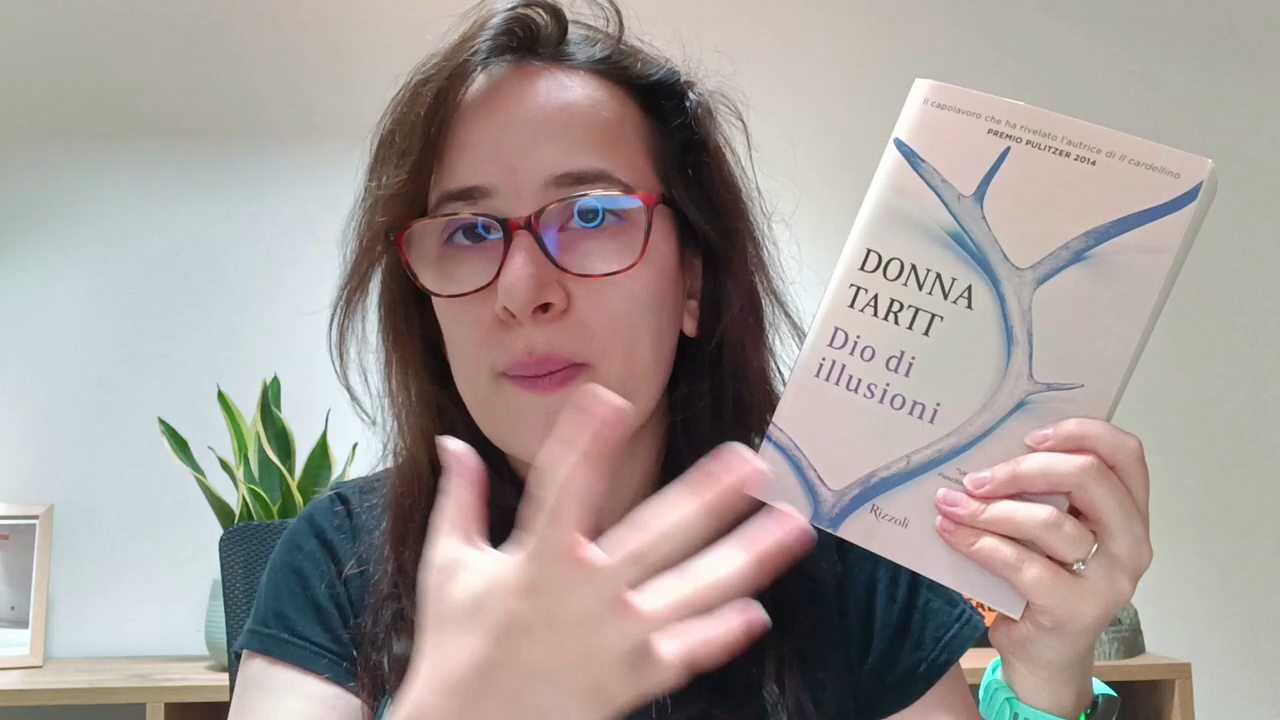 Il capolavoro che ha rivelato l'autrice di Il cardellino
PREMIO PULITZER 2014
DONNA
TARTT
Dio di
illusioni
Rizzoli